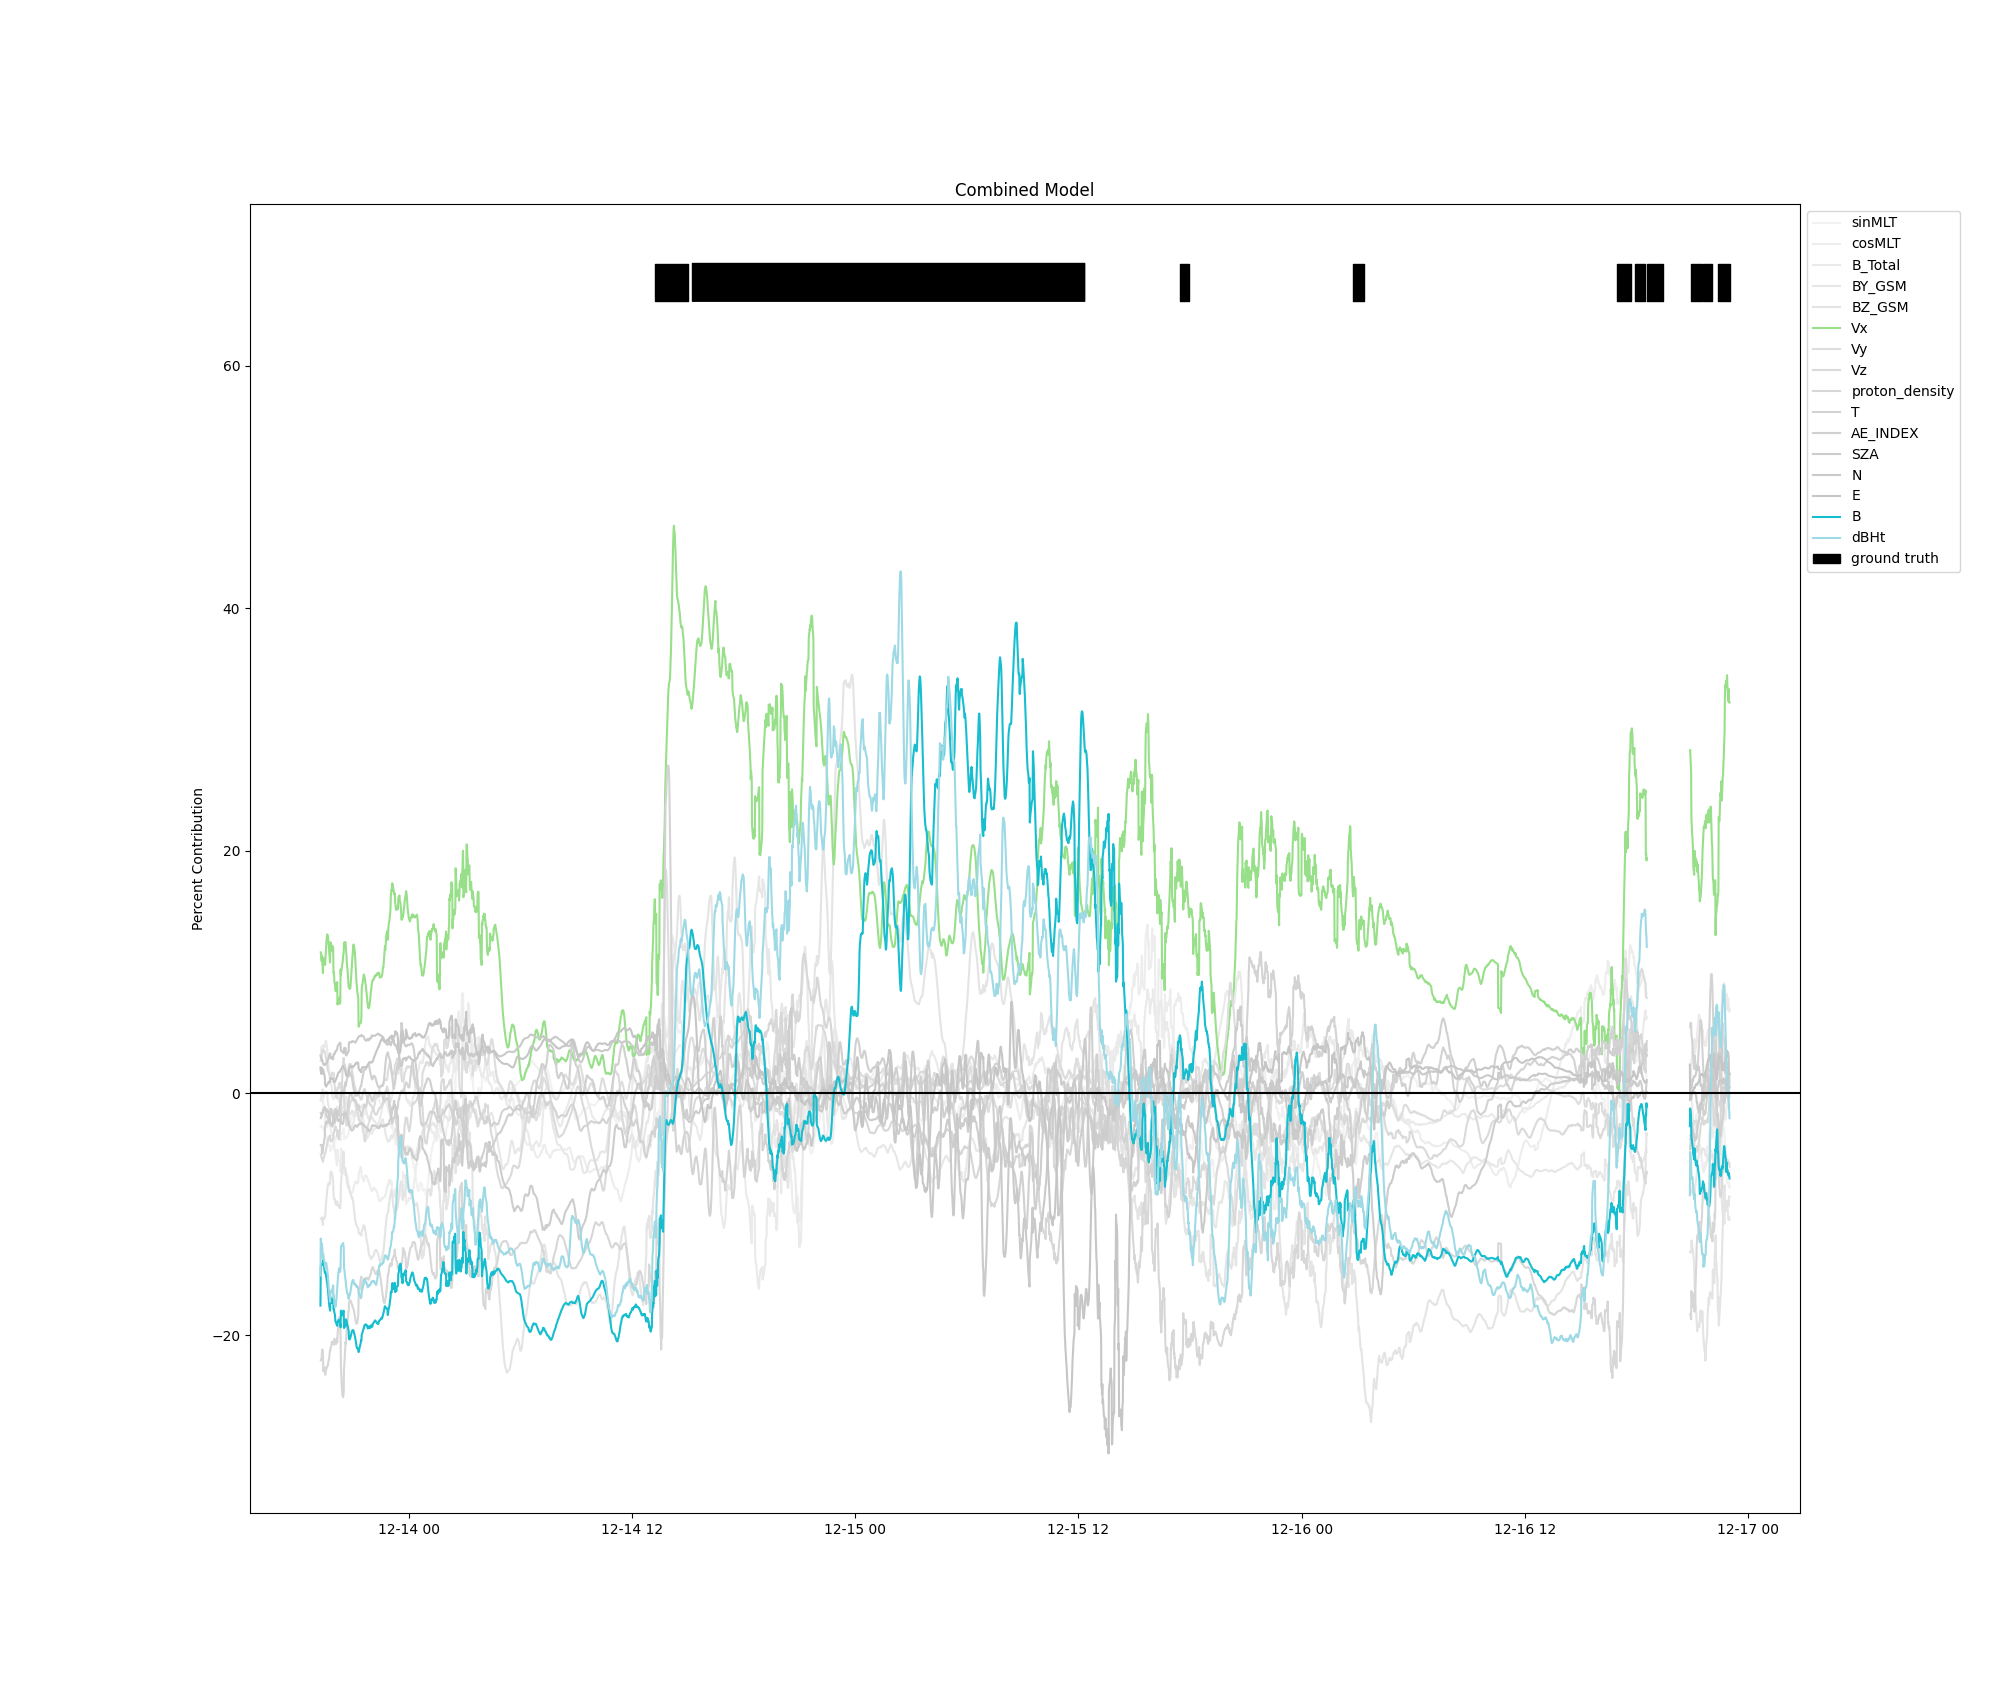 Combined Model
sinMLT
cosMLT
B_Total
BY_GSM
BZ_GSM
Vx
Vy
Vz
proton_density
T
AE_INDEX
SZA
N
E
B
dBHt
ground truth
60
40
20
0
−20
Percent Contribution
12-14 00
12-14 12
12-15 00
12-15 12
12-16 00
12-16 12
12-17 00